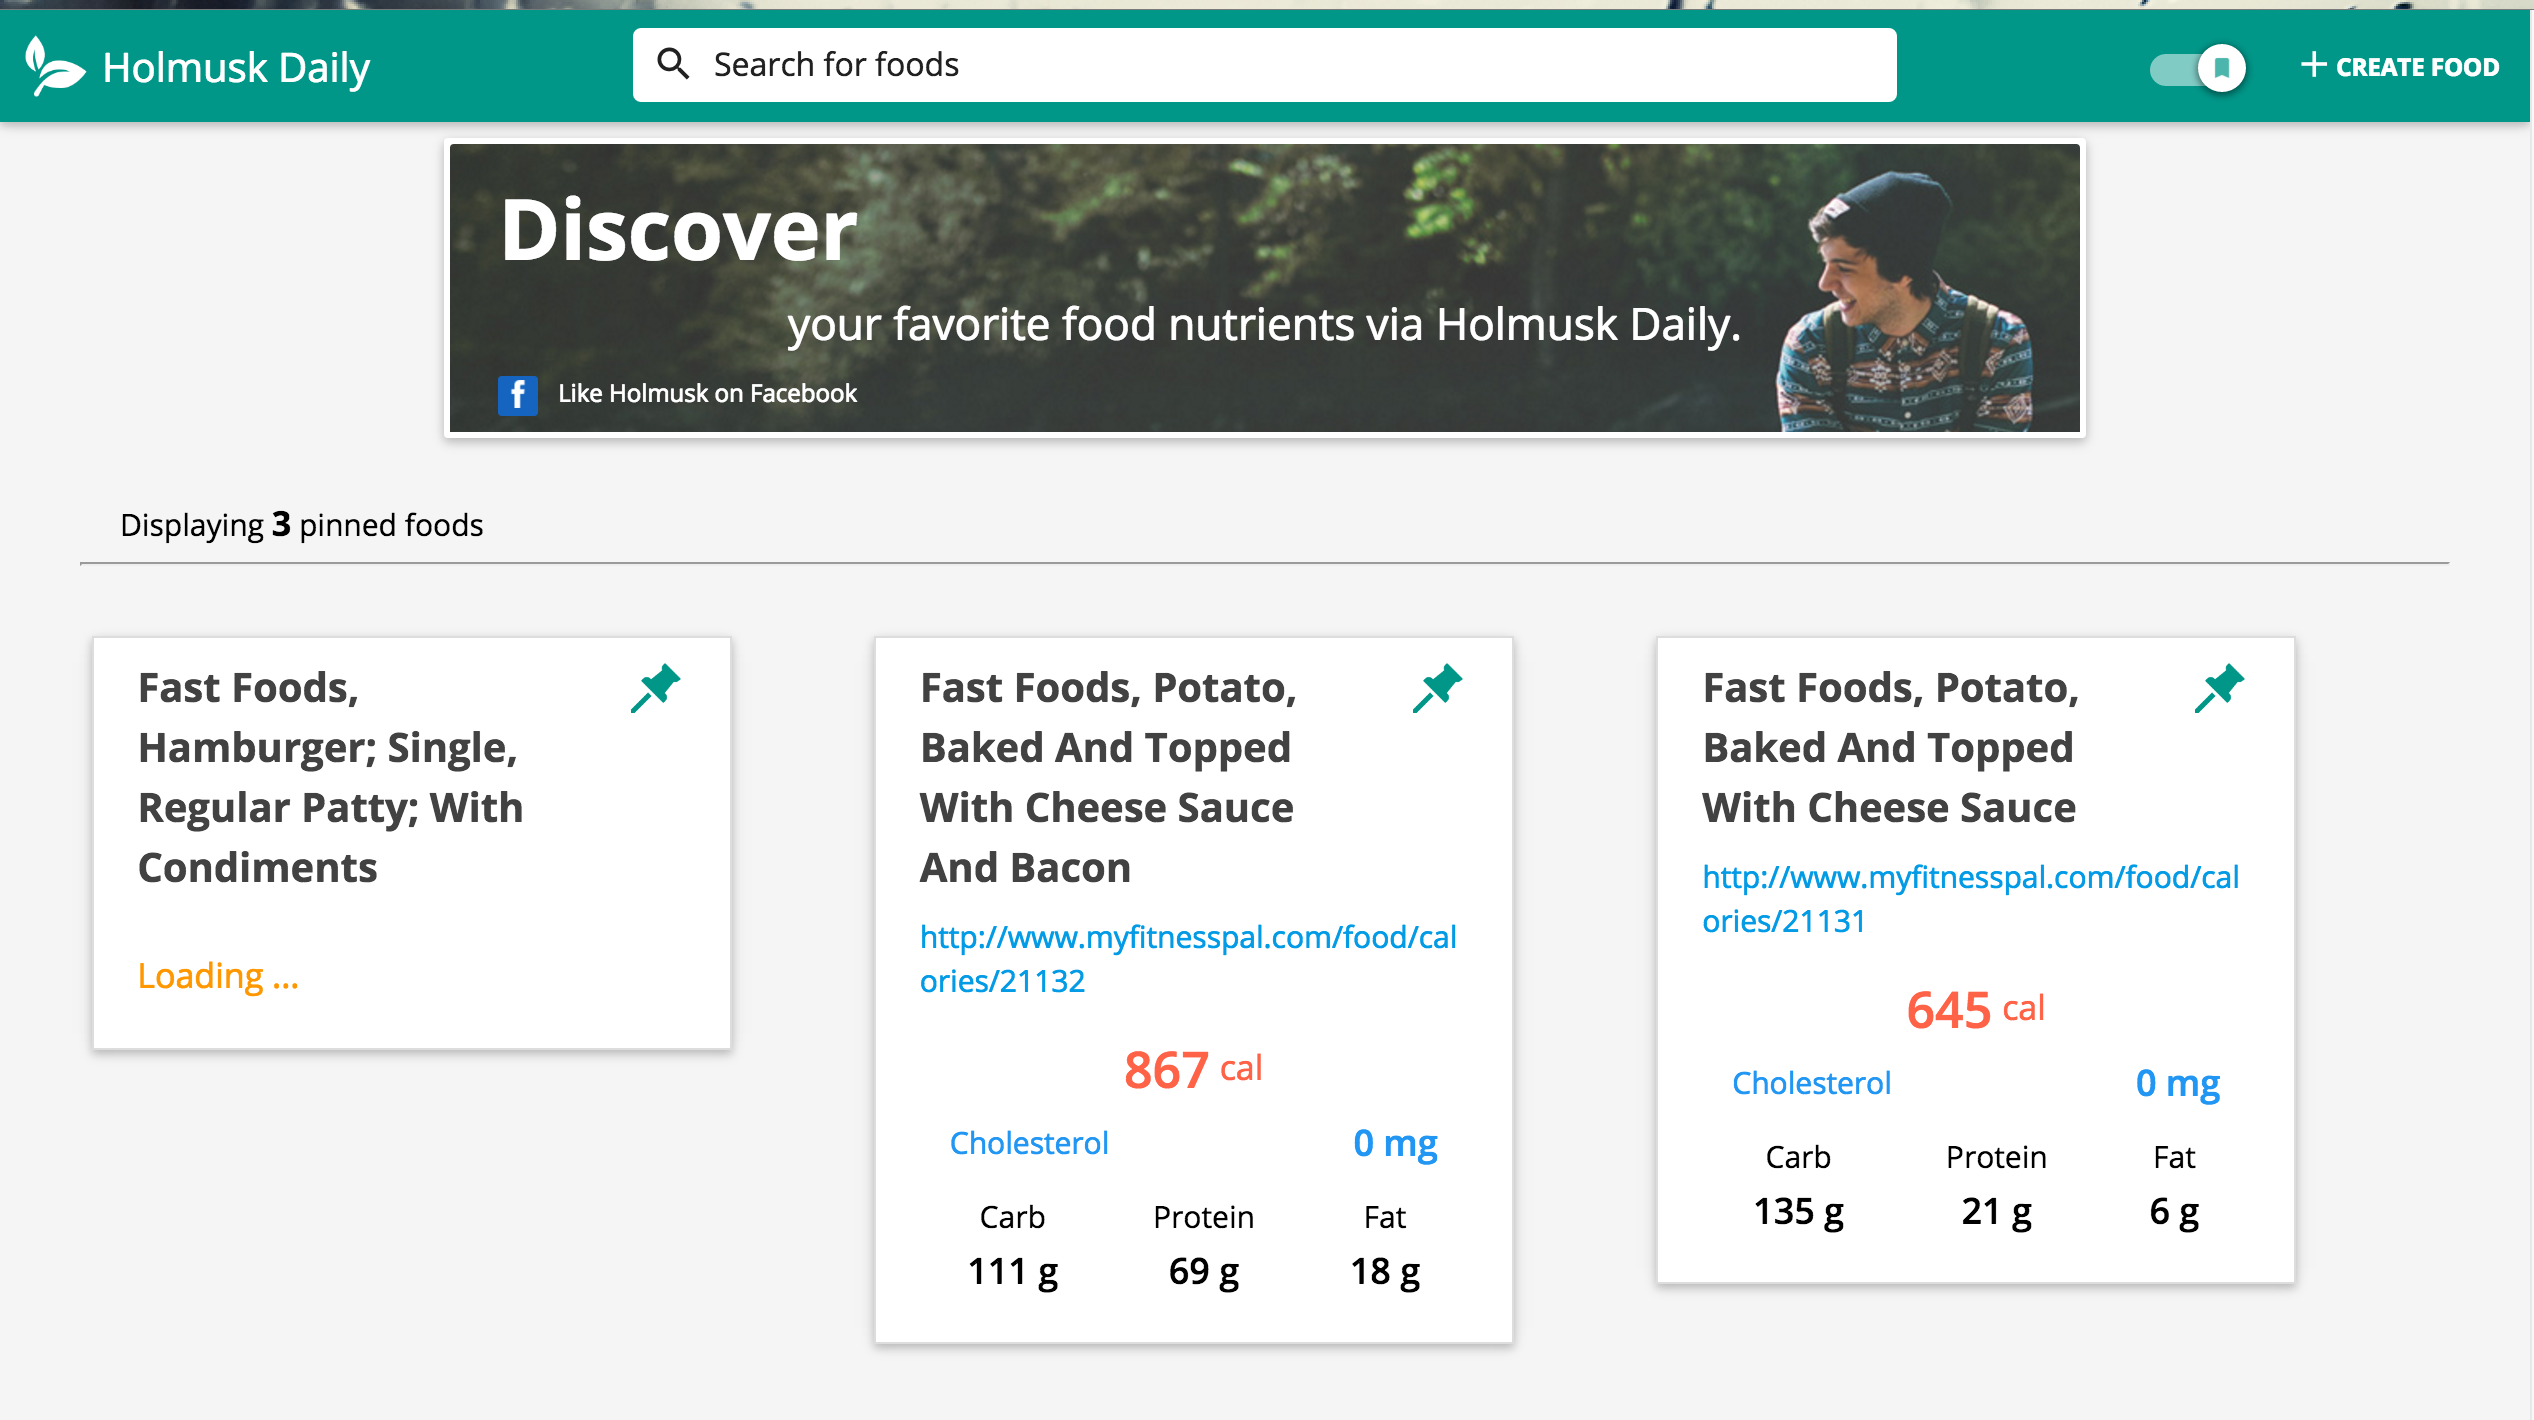 Holmusk Daily
Search for foods
CREATE FOOD
Discover
your favorite food nutrients via Holmusk Daily.
f Like Holmusk on Facebook
Displaying 3 pinned foods
Fast Foods,
Hamburger; Single,
Regular Patty; With
Condiments
Loading ...
Fast Foods, Potato,
Baked And Topped
With Cheese Sauce
And Bacon
http://www.myfitnesspal.com/food/cal
ories/21132
867 cal
Cholesterol 0 mg
Carb Protein Fat
111 g 69 g 18 g
Fast Foods, Potato,
Baked And Topped
With Cheese Sauce
http://www.myfitnesspal.com/food/cal
ories/21131
645 cal
Cholesterol 0 mg
Carb Protein Fat
135 g 21 g 6 g